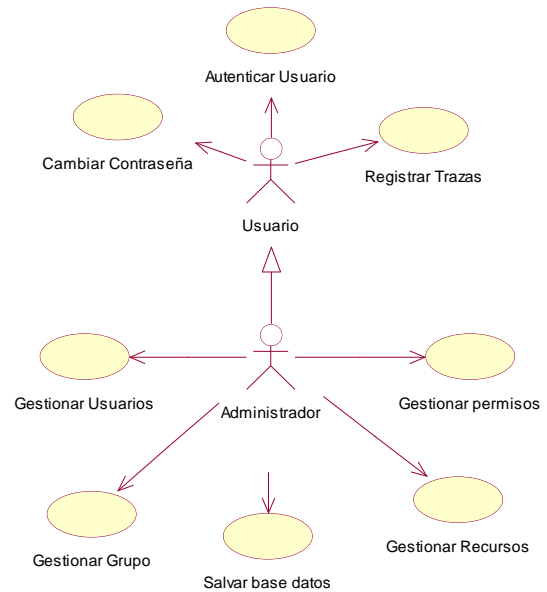 Autenticar Usuario
Cambiar Contraseña
Registrar Trazas
Usuario
Gestionar Usuarios
Administrador
Gestionar permisos
Gestionar Grupo
Salvar base datos
Gestionar Recursos